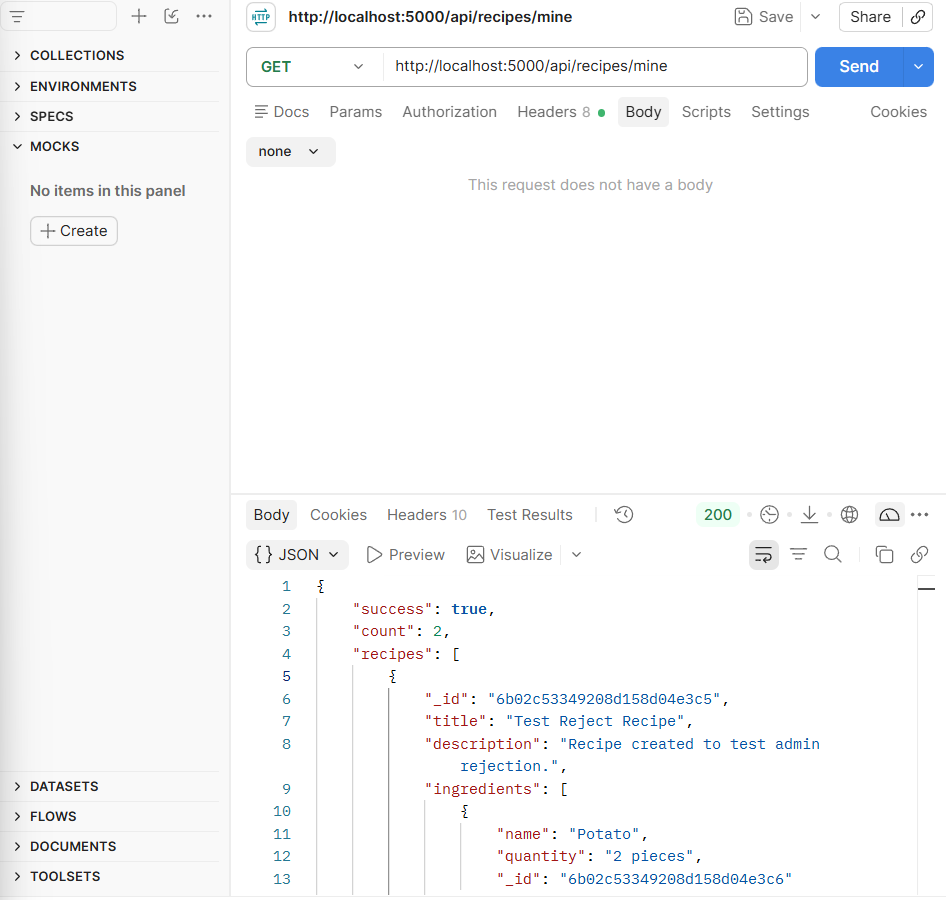 COLLECTIONS
ENVIRONMENTS
SPECS
MOCKS
No items in this panel
Create
DATASETS
FLOWS
DOCUMENTS
TOOLSETS
HTTP http://localhost:5000/api/recipes/mine Save Share
GET http://localhost:5000/api/recipes/mine Send
Docs Params Authorization Headers 8 Body Scripts Settings Cookies
none
This request does not have a body
Body Cookies Headers 10 Test Results 200
{} JSON Preview Visualize
1 {
2 "success": true,
3 "count": 2,
4 "recipes": [
5 {
6 "_id": "6b02c53349208d158d04e3c5",
7 "title": "Test Reject Recipe",
8 "description": "Recipe created to test admin
rejection.",
9 "ingredients": [
10 {
11 "name": "Potato",
12 "quantity": "2 pieces",
13 "_id": "6b02c53349208d158d04e3c6"